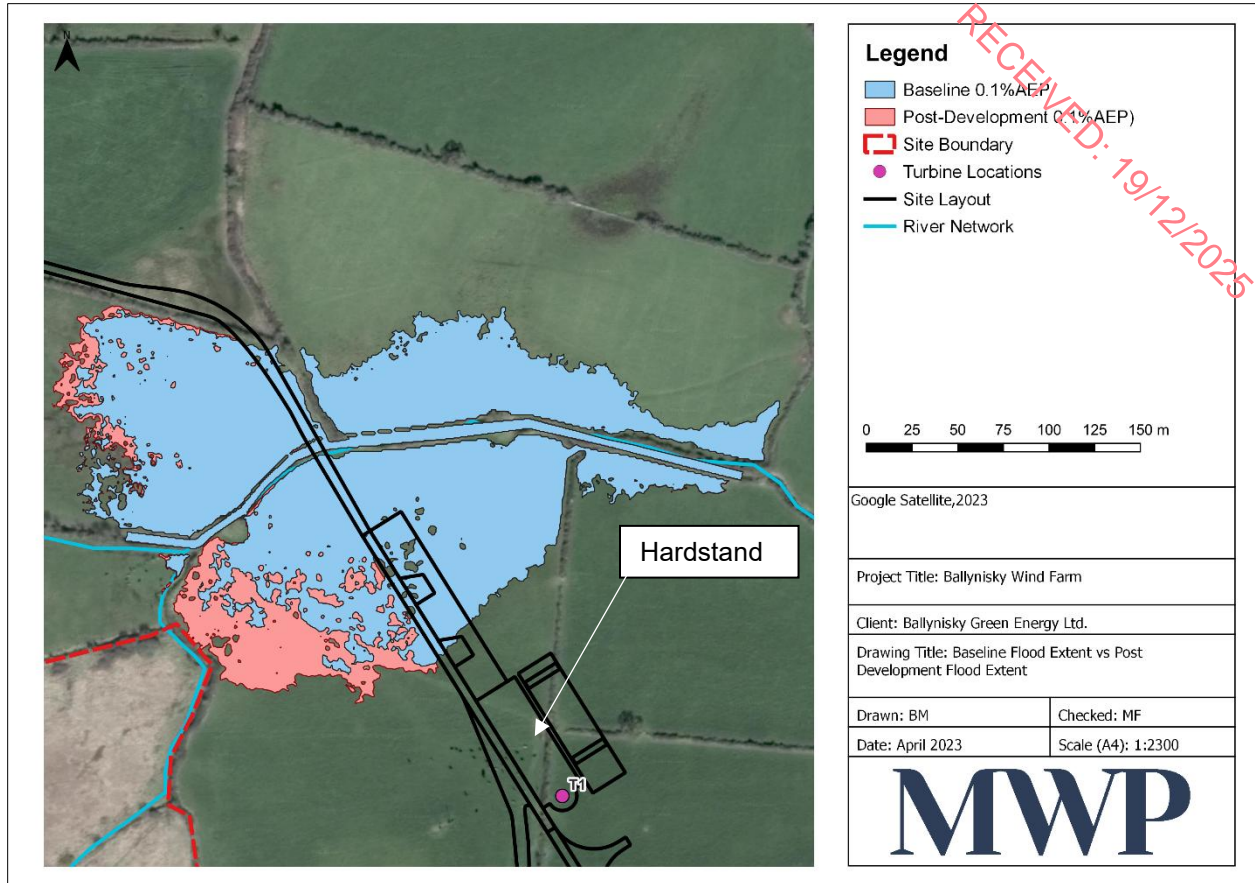 N
Hardstand
T1
Legend
Baseline 0.1%AEP
Post-Development 0.1%AEP)
Site Boundary
Turbine Locations
Site Layout
River Network
RECEIVED: 19/12/2025
0 25 50 75 100 125 150 m
Google Satellite,2023
Project Title: Ballynisky Wind Farm
Client: Ballynisky Green Energy Ltd.
Drawing Title: Baseline Flood Extent vs Post
Development Flood Extent
Drawn: BM Checked: MF
Date: April 2023 Scale (A4): 1:2300
MWP